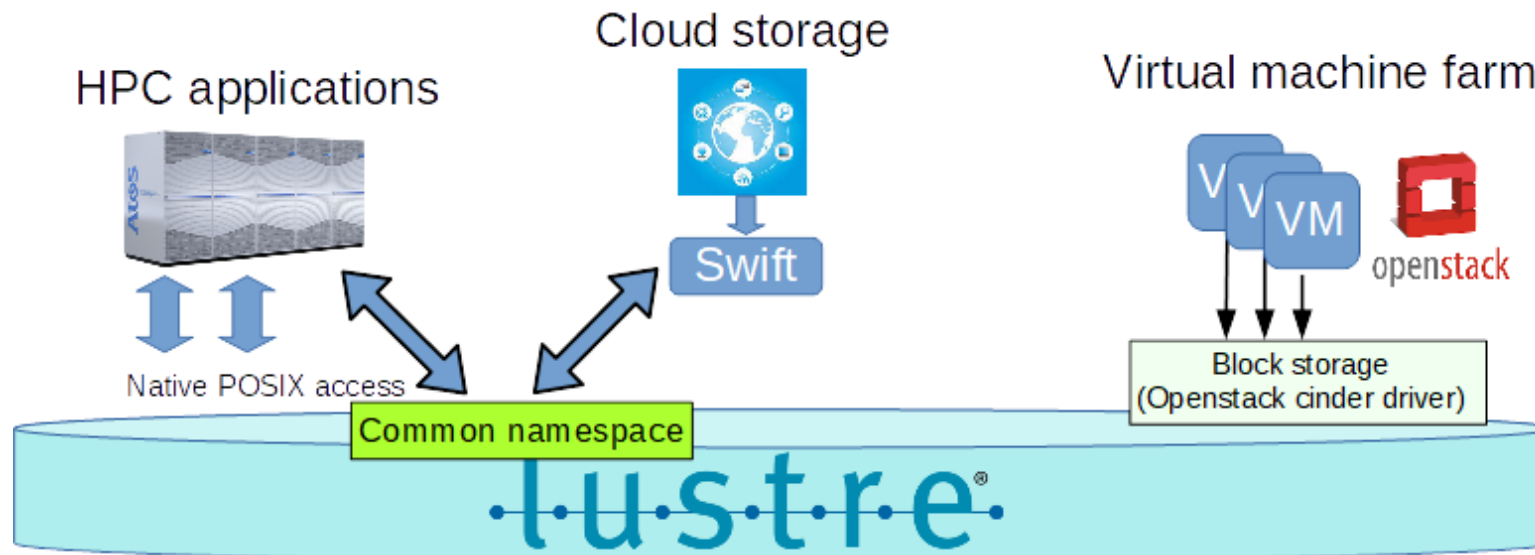 Cloud storage
HPC applications
Virtual machine farm
Atos
Swift
V
V
VM
openstack
Native POSIX access
Block storage
(Openstack cinder driver)
Common namespace
lustre®